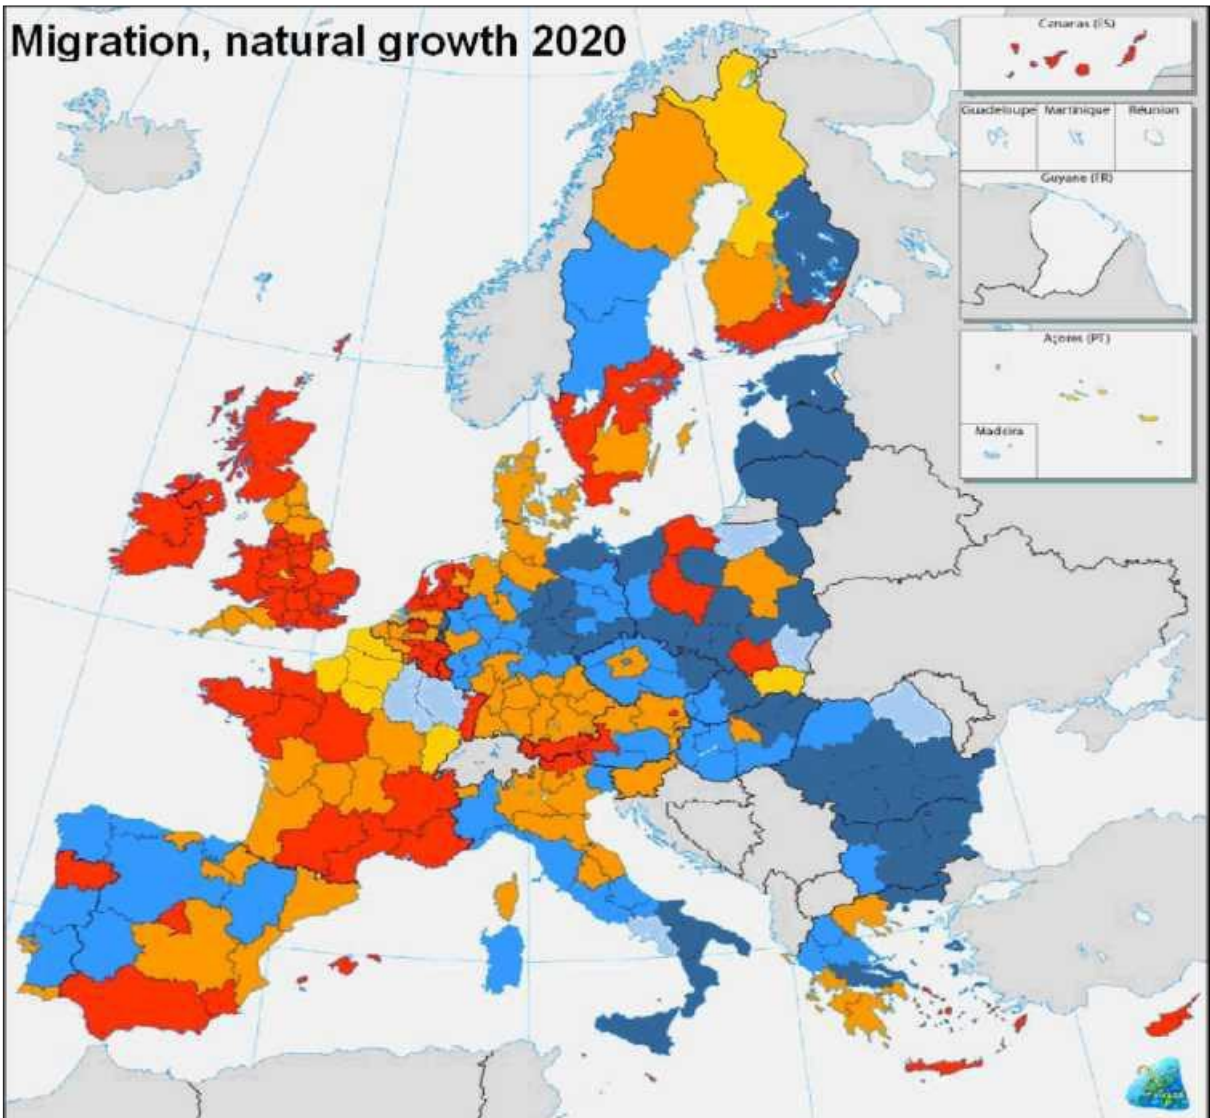 Migration, natural growth 2020
Canarias (ES)
Guadeloupe Martinique Réunion
Guyane (FR)
Açores (PT)
Madeira